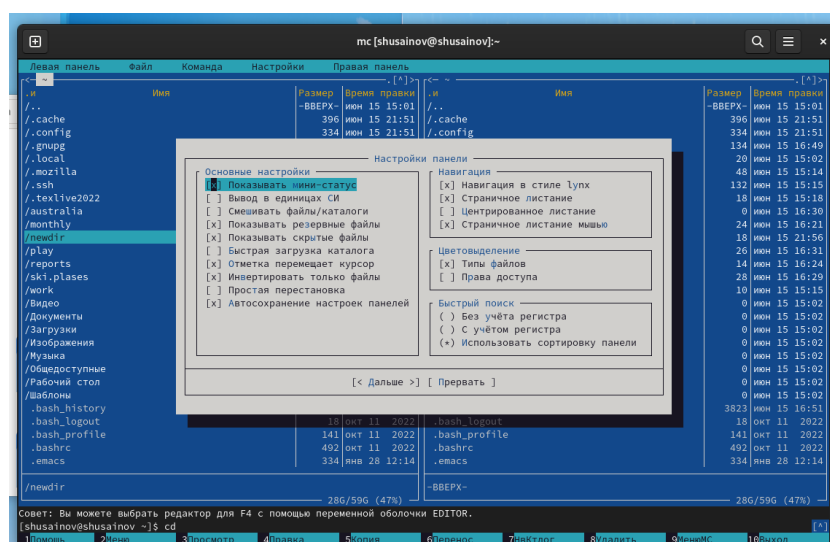 mc [shusainov@shusainov]:~
Левая панель Файл Команда Настройки Правая панель
<- ~ .[^]> <- ~ .[^]>
.и Имя Размер Время правки .и Имя Размер Время правки
/.. -ВВЕРХ- июн 15 15:01 /.. -ВВЕРХ- июн 15 15:01
/.cache 396 июн 15 21:51 /.cache 396 июн 15 21:51
/.config 334 июн 15 21:51 /.config 334 июн 15 21:51
/.gnupg 134 июн 15 16:49
/.local Настройки панели 20 июн 15 15:02
/.mozilla Основные настройки Навигация 48 июн 15 15:14
/.ssh [x] Показывать мини-статус [x] Навигация в стиле lynx 132 июн 15 15:15
/.texlive2022 [ ] Вывод в единицах СИ [x] Страничное листание 18 июн 15 15:18
/australia [ ] Смешивать файлы/каталоги [ ] Центрированное листание 0 июн 15 16:30
/monthly [x] Показывать резервные файлы [x] Страничное листание мышью 24 июн 15 16:21
/newdir [x] Показывать скрытые файлы 18 июн 15 21:56
/play [ ] Быстрая загрузка каталога Цветовыделение 26 июн 15 16:31
/reports [x] Отметка перемещает курсор [x] Типы файлов 14 июн 15 16:24
/ski.plases [x] Инвертировать только файлы [ ] Права доступа 28 июн 15 16:29
/work [ ] Простая перестановка 10 июн 15 15:15
/Видео [x] Автосохранение настроек панелей Быстрый поиск 0 июн 15 15:02
/Документы ( ) Без учёта регистра 0 июн 15 15:02
/Загрузки ( ) С учётом регистра 0 июн 15 15:02
/Изображения (*) Использовать сортировку панели 0 июн 15 15:02
/Музыка 0 июн 15 15:02
/Общедоступные 0 июн 15 15:02
/Рабочий стол [< Дальше >] [ Прервать ] 0 июн 15 15:02
/Шаблоны 0 июн 15 15:02
.bash_history 3823 июн 15 16:51
.bash_logout 18 окт 11 2022 .bash_logout 18 окт 11 2022
.bash_profile 141 окт 11 2022 .bash_profile 141 окт 11 2022
.bashrc 492 окт 11 2022 .bashrc 492 окт 11 2022
.emacs 334 янв 28 12:14 .emacs 334 янв 28 12:14
/newdir -ВВЕРХ-
28G/59G (47%) 28G/59G (47%)
Совет: Вы можете выбрать редактор для F4 с помощью переменной оболочки EDITOR.
[shusainov@shusainov ~]$ cd [^]
1Помощь 2Меню 3Просмотр 4Правка 5Копия 6Перенос 7НвКтлог 8Удалить 9МенюМС 10Выход